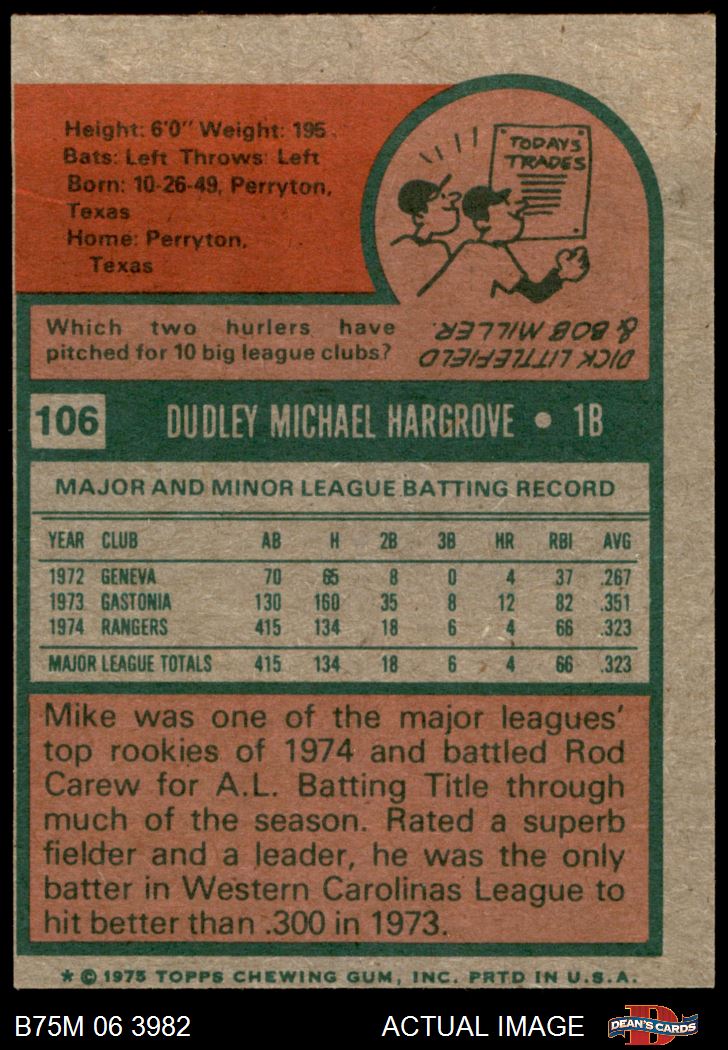 Height: 6'0" Weight: 195
Bats: Left Throws: Left
Born: 10-26-49, Perryton,
Texas
Home: Perryton,
Texas
TODAYS
TRADES
Which two hurlers have
pitched for 10 big league clubs?
DICK LITTLEFIELD
& BOB MILLER.
106 DUDLEY MICHAEL HARGROVE • 1B
MAJOR AND MINOR LEAGUE BATTING RECORD
YEAR CLUB AB H 2B 3B HR RBI AVG
1972 GENEVA 70 65 8 0 4 37 .267
1973 GASTONIA 130 160 35 8 12 82 .351
1974 RANGERS 415 134 18 6 4 66 .323
MAJOR LEAGUE TOTALS 415 134 18 6 4 66 .323
Mike was one of the major leagues'
top rookies of 1974 and battled Rod
Carew for A.L. Batting Title through
much of the season. Rated a superb
fielder and a leader, he was the only
batter in Western Carolinas League to
hit better than .300 in 1973.
* © 1975 TOPPS CHEWING GUM, INC. PRTD IN U.S.A.
B75M 06 3982 ACTUAL IMAGE DEAN'S CARDS